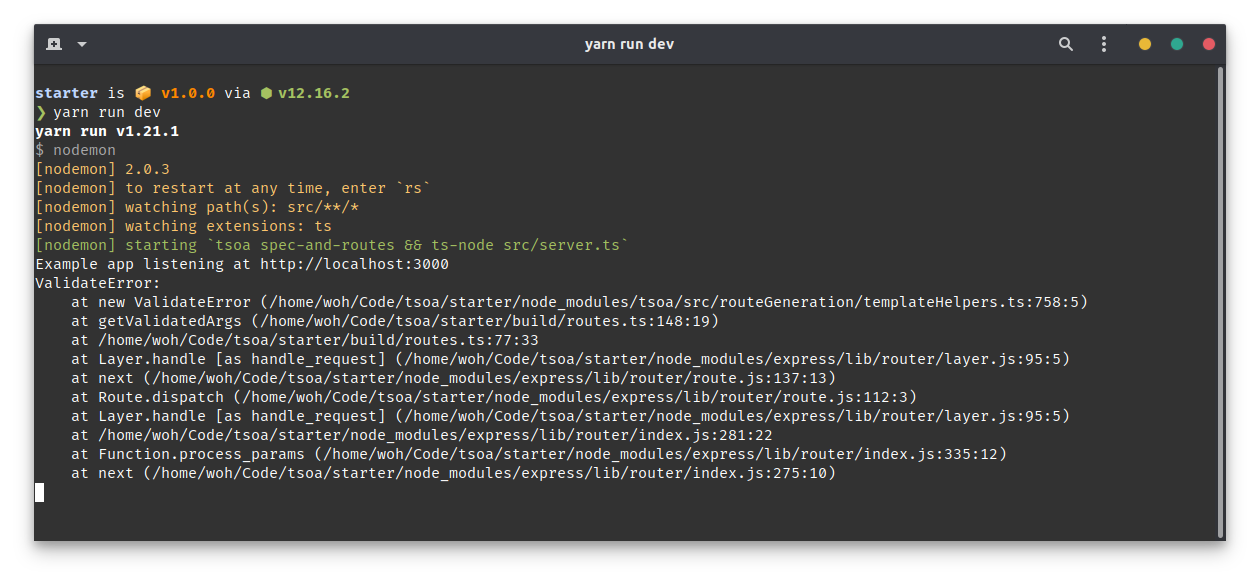 yarn run dev
starter is 📦 v1.0.0 via ⬢ v12.16.2
❯ yarn run dev
yarn run v1.21.1
$ nodemon
[nodemon] 2.0.3
[nodemon] to restart at any time, enter `rs`
[nodemon] watching path(s): src/**/*
[nodemon] watching extensions: ts
[nodemon] starting `tsoa spec-and-routes && ts-node src/server.ts`
Example app listening at http://localhost:3000
ValidateError:
    at new ValidateError (/home/woh/Code/tsoa/starter/node_modules/tsoa/src/routeGeneration/templateHelpers.ts:758:5)
    at getValidatedArgs (/home/woh/Code/tsoa/starter/build/routes.ts:148:19)
    at /home/woh/Code/tsoa/starter/build/routes.ts:77:33
    at Layer.handle [as handle_request] (/home/woh/Code/tsoa/starter/node_modules/express/lib/router/layer.js:95:5)
    at next (/home/woh/Code/tsoa/starter/node_modules/express/lib/router/route.js:137:13)
    at Route.dispatch (/home/woh/Code/tsoa/starter/node_modules/express/lib/router/route.js:112:3)
    at Layer.handle [as handle_request] (/home/woh/Code/tsoa/starter/node_modules/express/lib/router/layer.js:95:5)
    at /home/woh/Code/tsoa/starter/node_modules/express/lib/router/index.js:281:22
    at Function.process_params (/home/woh/Code/tsoa/starter/node_modules/express/lib/router/index.js:335:12)
    at next (/home/woh/Code/tsoa/starter/node_modules/express/lib/router/index.js:275:10)